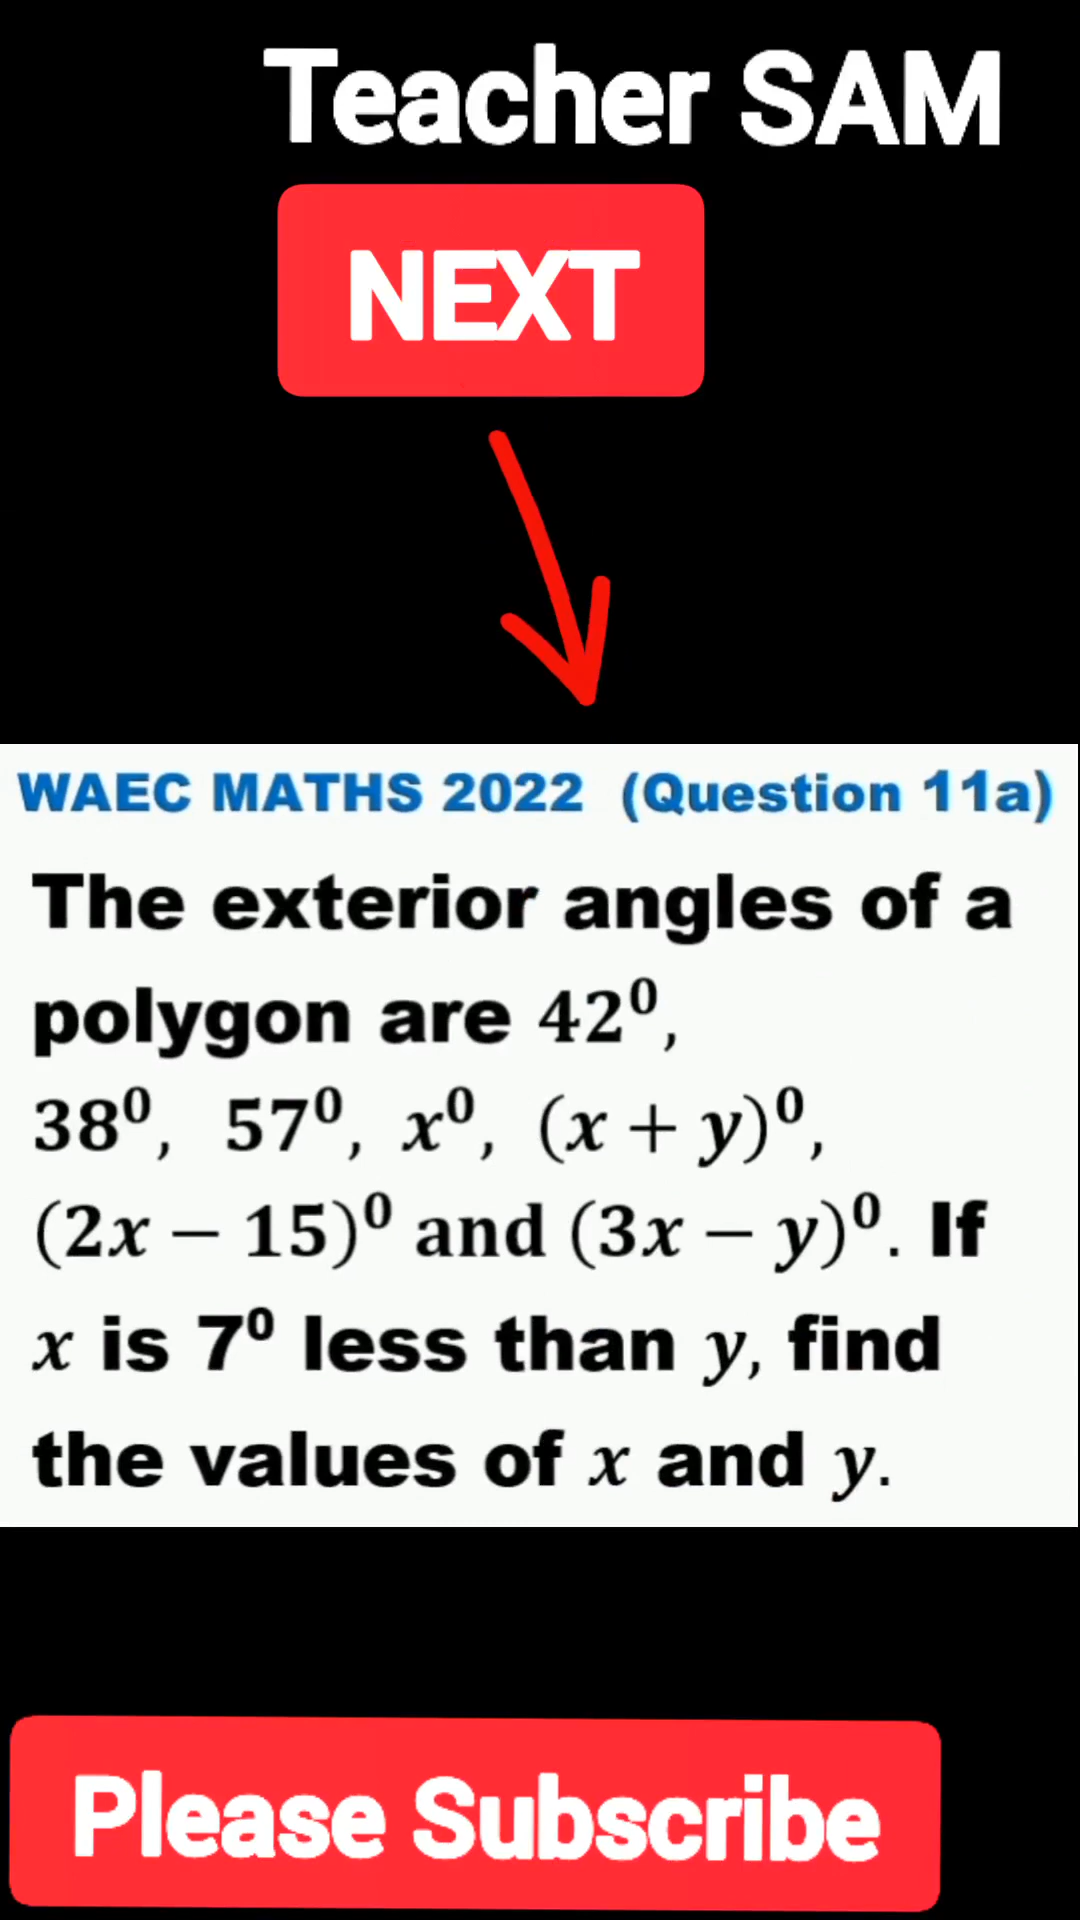 Teacher SAM
NEXT
WAEC MATHS 2022 (Question 11a)
The exterior angles of a
polygon are 42⁰,
38⁰, 57⁰, x⁰, (x + y)⁰,
(2x − 15)⁰ and (3x − y)⁰. If
x is 7⁰ less than y, find
the values of x and y.
Please Subscribe